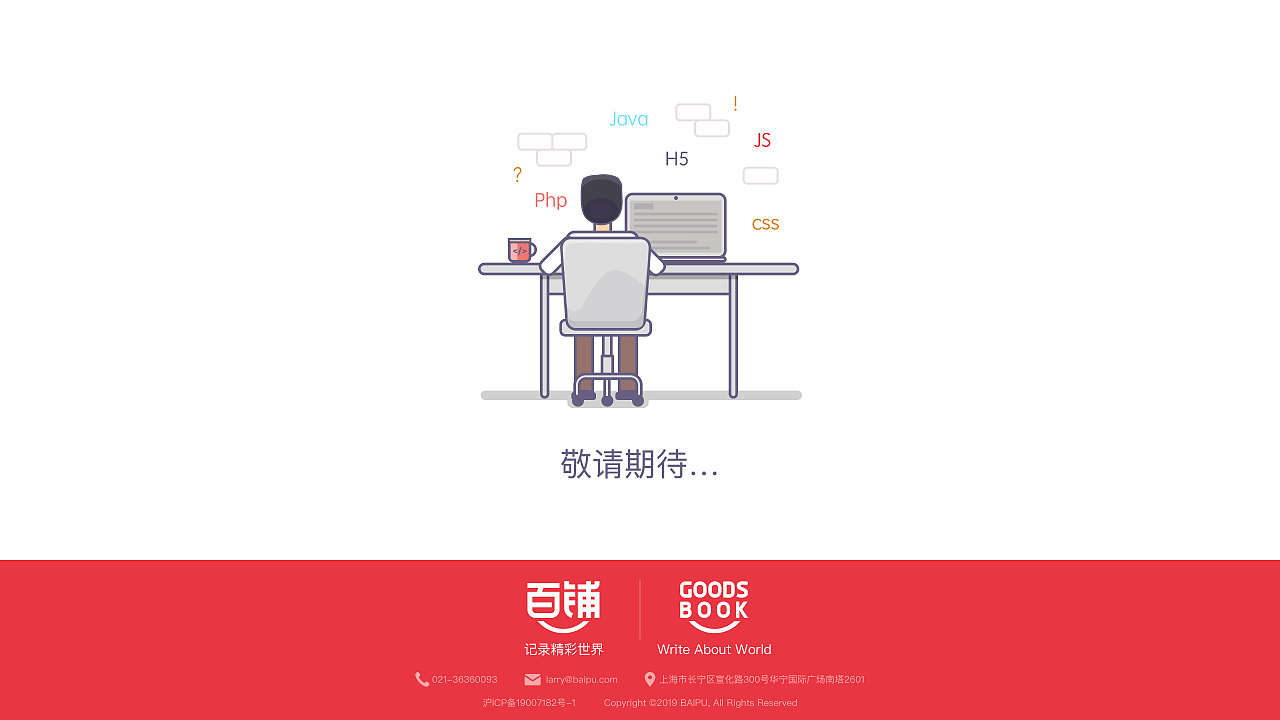 Java
!
JS
H5
?
Php
CSS
</>
敬请期待...
百铺
GOODS
BOOK
记录精彩世界
Write About World
021-36360093
larry@baipu.com
上海市长宁区宣化路300号华宁国际广场南塔2601
沪ICP备19007182号-1
Copyright ©2019 BAIPU, All Rights Reserved